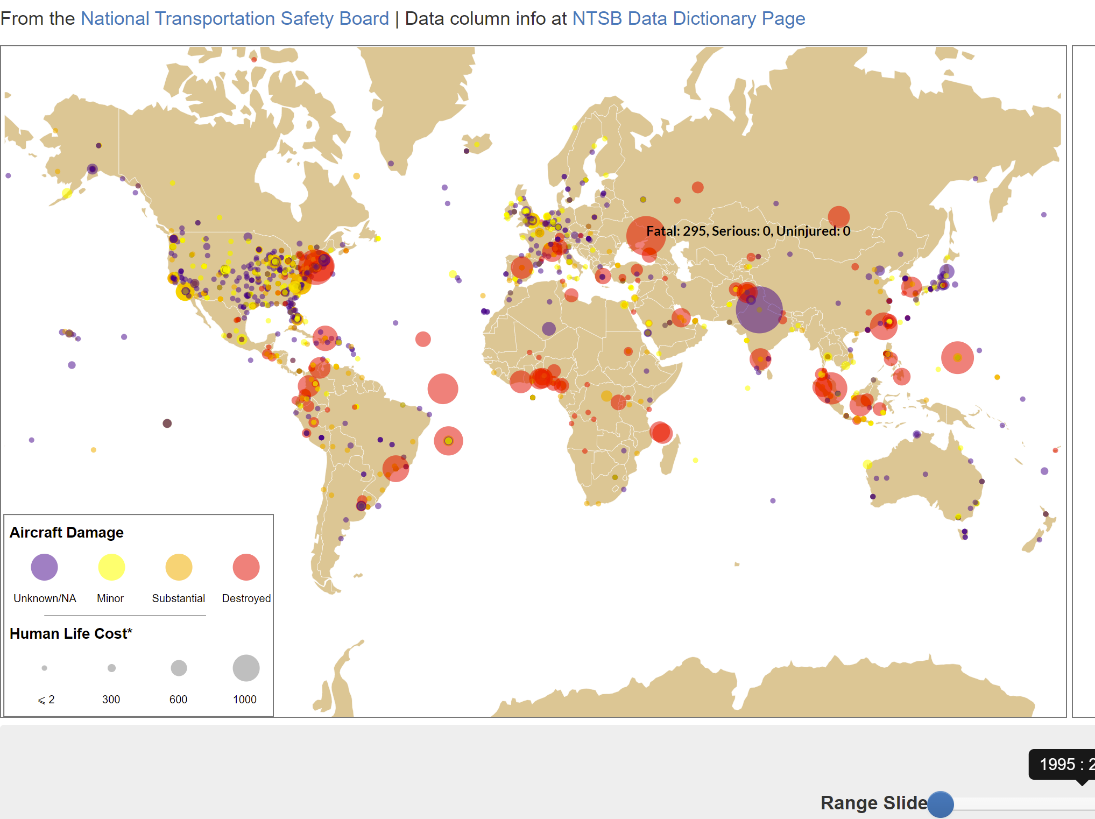 From the National Transportation Safety Board | Data column info at NTSB Data Dictionary Page
Fatal: 295, Serious: 0, Uninjured: 0
Aircraft Damage
Unknown/NA Minor Substantial Destroyed
Human Life Cost*
⩽ 2 300 600 1000
1995 : 2
Range Slide